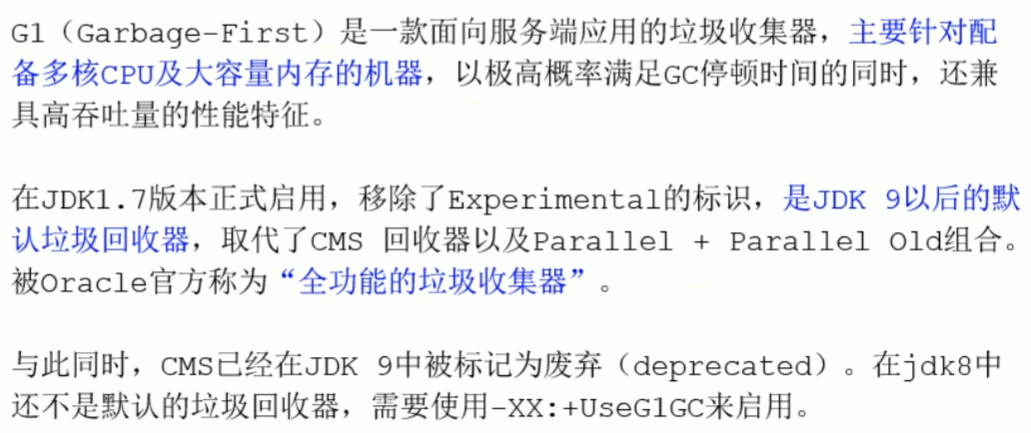 G1（Garbage-First）是一款面向服务端应用的垃圾收集器，主要针对配
备多核CPU及大容量内存的机器，以极高概率满足GC停顿时间的同时，还兼
具高吞吐量的性能特征。
在JDK1.7版本正式启用，移除了Experimental的标识，是JDK 9以后的默
认垃圾回收器，取代了CMS 回收器以及Parallel + Parallel Old组合。
被Oracle官方称为“全功能的垃圾收集器”。
与此同时，CMS已经在JDK 9中被标记为废弃（deprecated）。在jdk8中
还不是默认的垃圾回收器，需要使用-XX:+UseG1GC来启用。